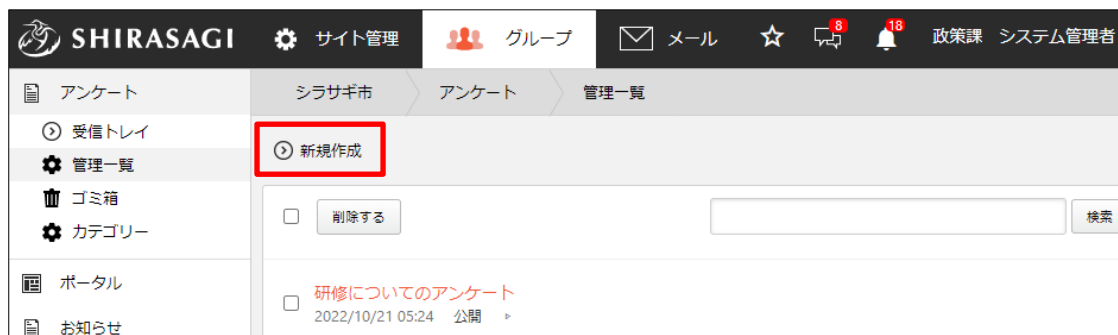 SHIRASAGI サイト管理 グループ メール 8 18 政策課 システム管理者
アンケート
シラサギ市 アンケート 管理一覧
受信トレイ
管理一覧
新規作成
ゴミ箱
カテゴリー
削除する 検索
ポータル
研修についてのアンケート
2022/10/21 05:24 公開
お知らせ